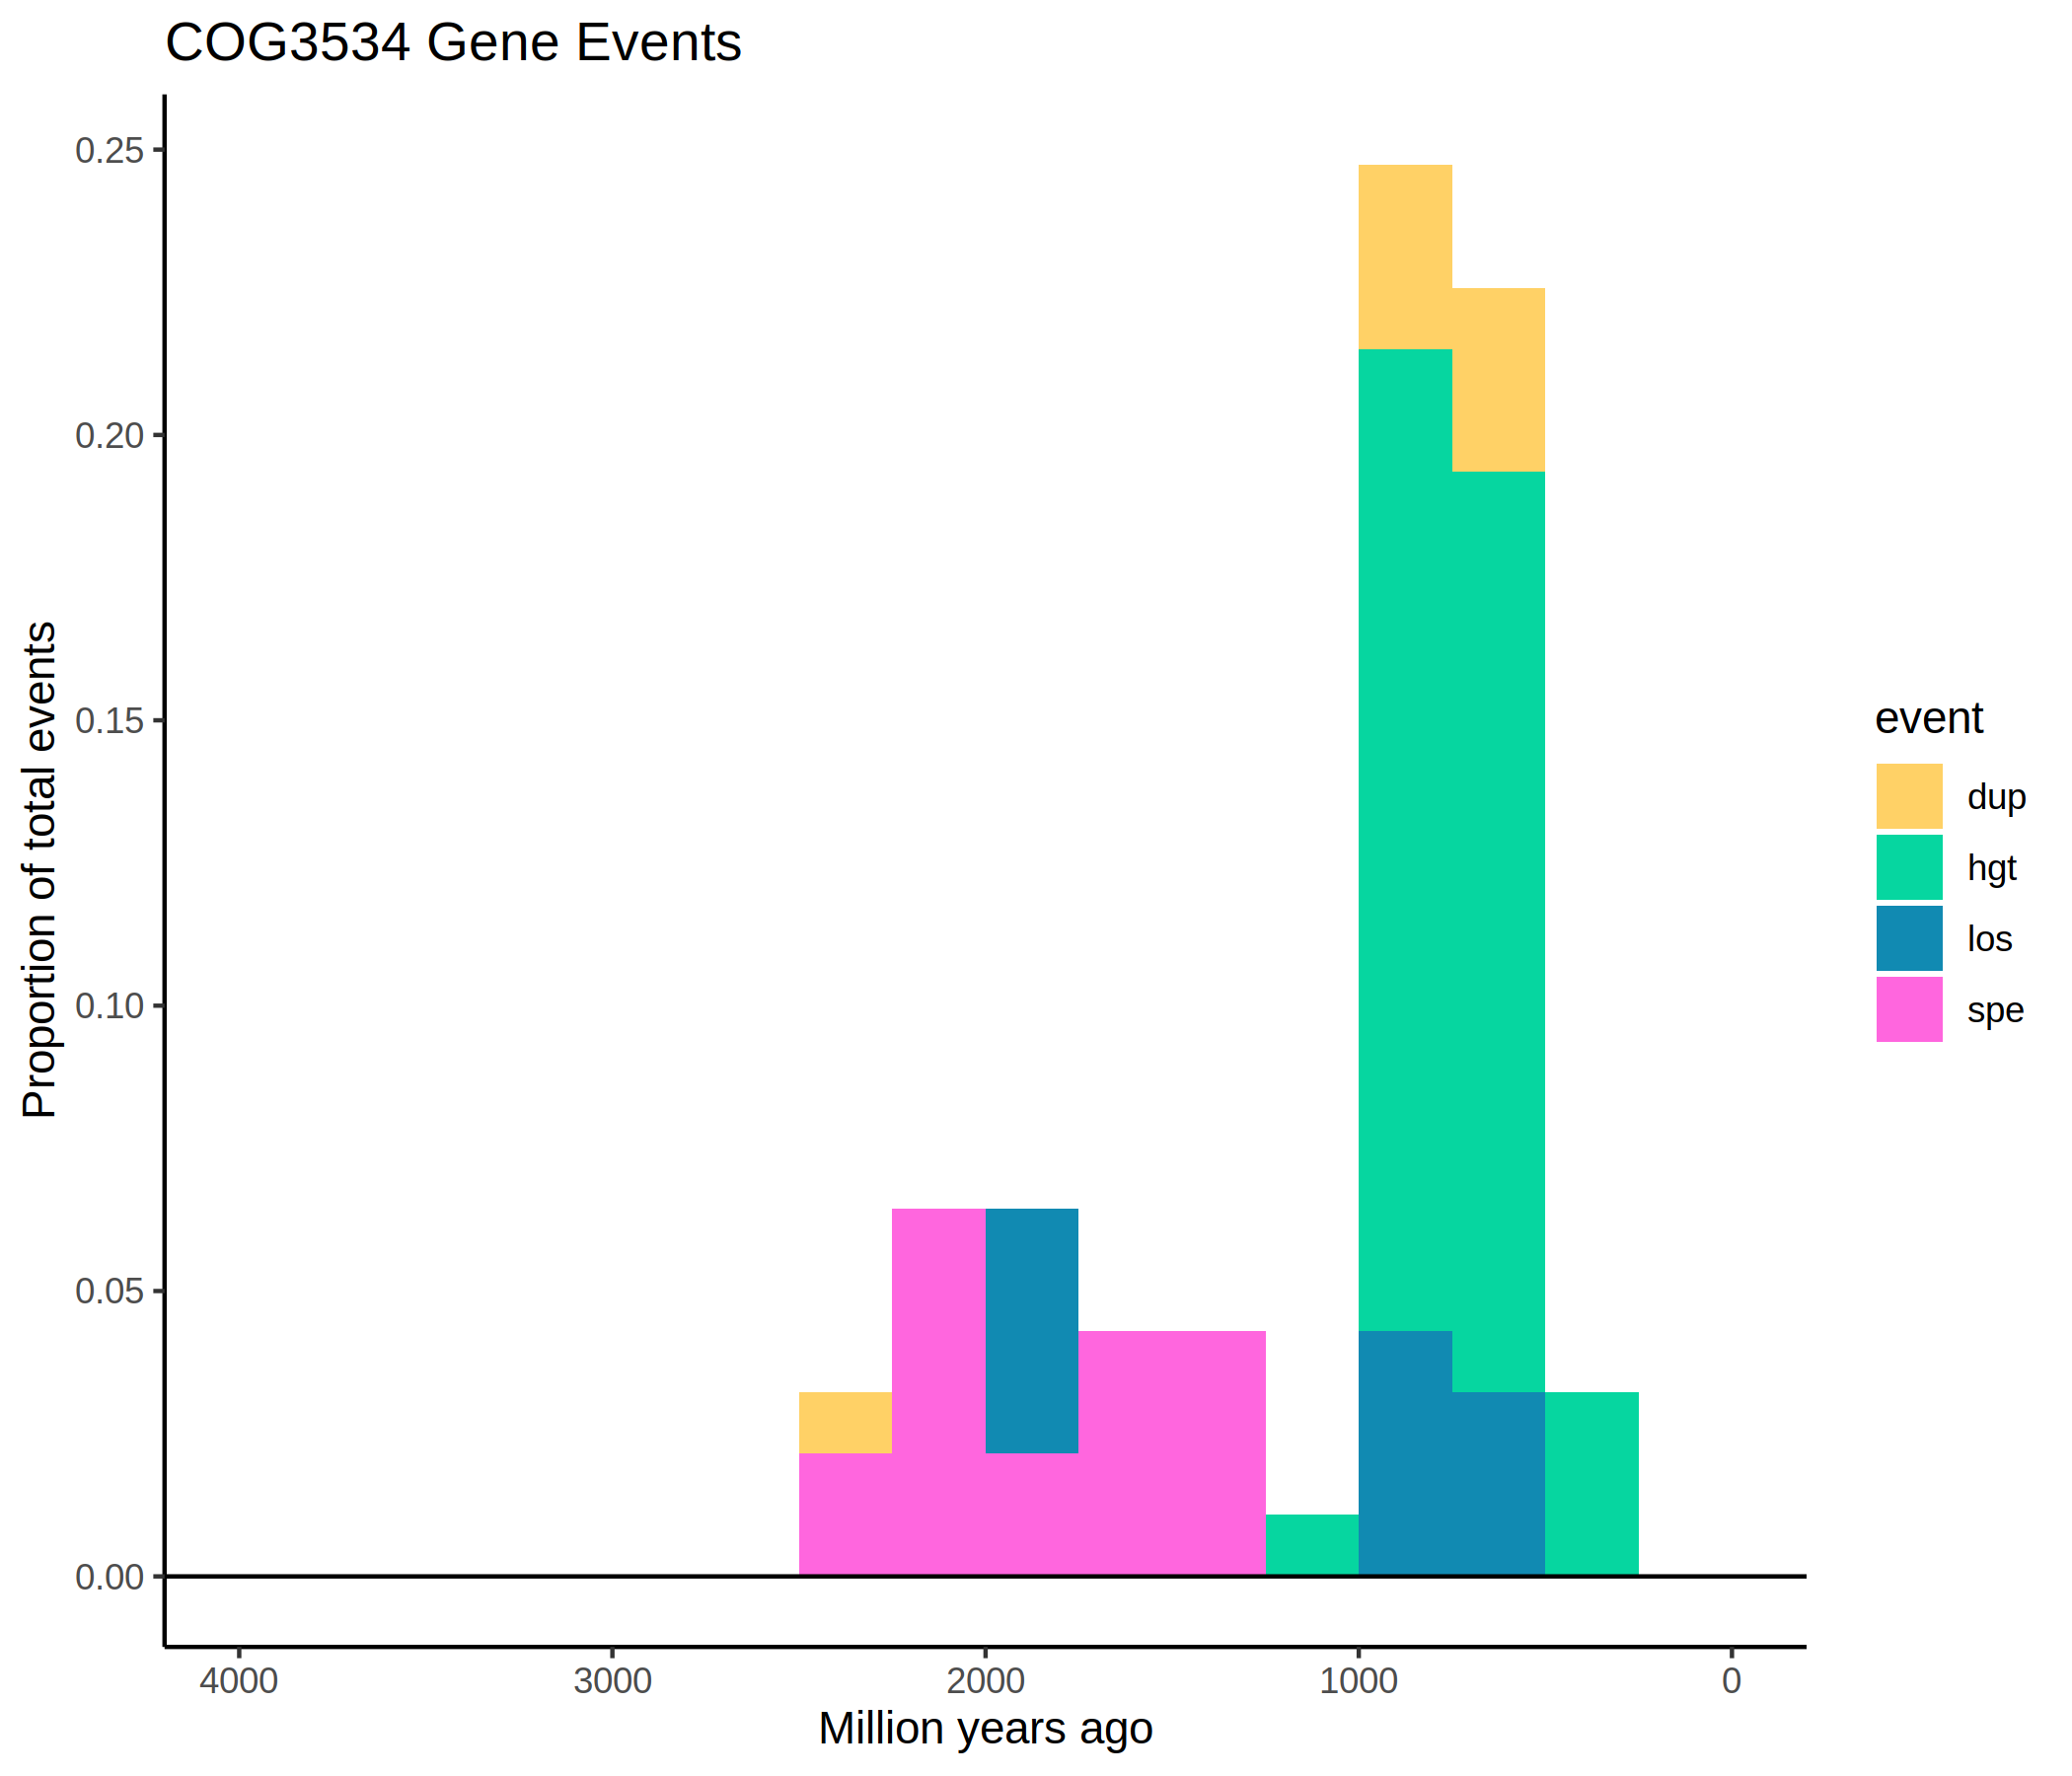 COG3534 Gene Events
Proportion of total events
0.25
0.20
0.15
0.10
0.05
0.00
4000 3000 2000 1000 0
Million years ago
event
dup
hgt
los
spe